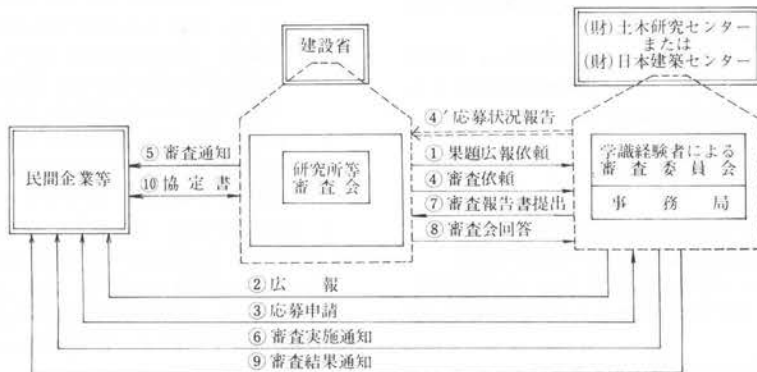 建設省
(財)土木研究センター
または
(財)日本建築センター
④′応募状況報告
⑤審査通知
①果題広報依頼
学識経験者による
審査委員会
民間企業等
研究所等
審査会
④審査依頼
⑩協定書
⑦審査報告書提出
事務局
⑧審査会回答
②広報
③応募申請
⑥審査実施通知
⑨審査結果通知